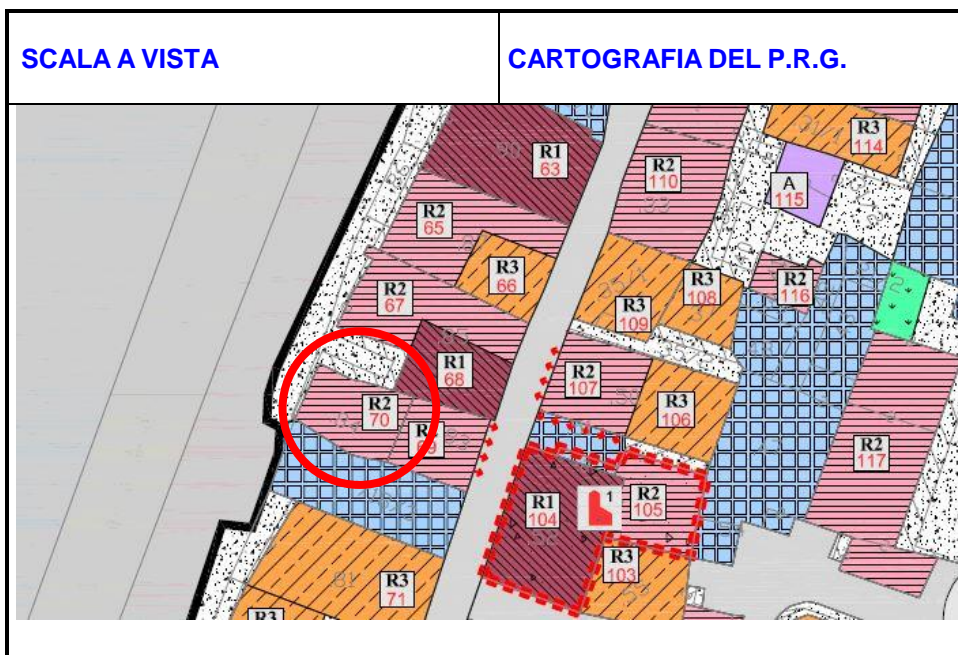 SCALA A VISTA
CARTOGRAFIA DEL P.R.G.
R1
63
R2
65
R3
66
R2
67
R1
68
R2
70
R3
71
R3
R2
110
R3
114
A
115
R2
116
R3
108
R3
109
R2
107
R3
106
R2
117
R1
104
1
R2
105
R3
103